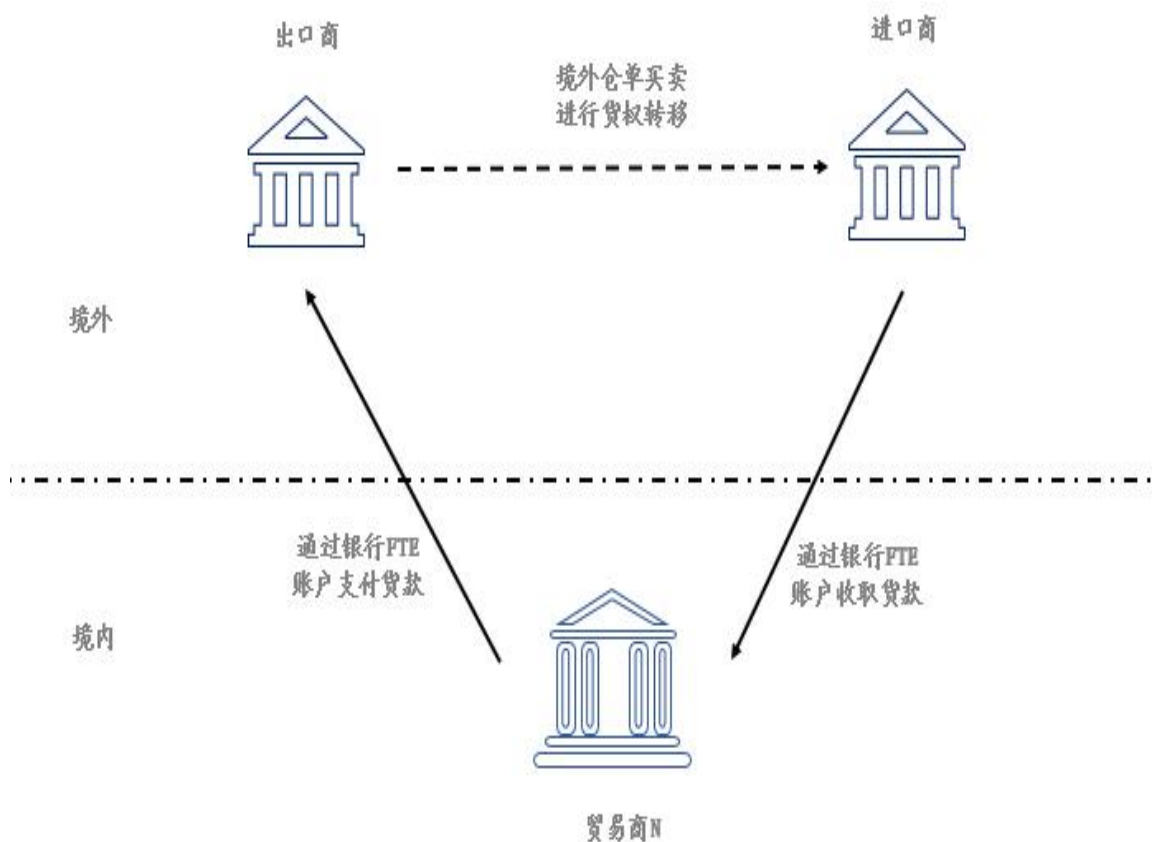 出口商
进口商
境外仓单买卖
进行货权转移
境外
通过银行FTE
账户支付货款
通过银行FTE
账户收取货款
境内
贸易商N